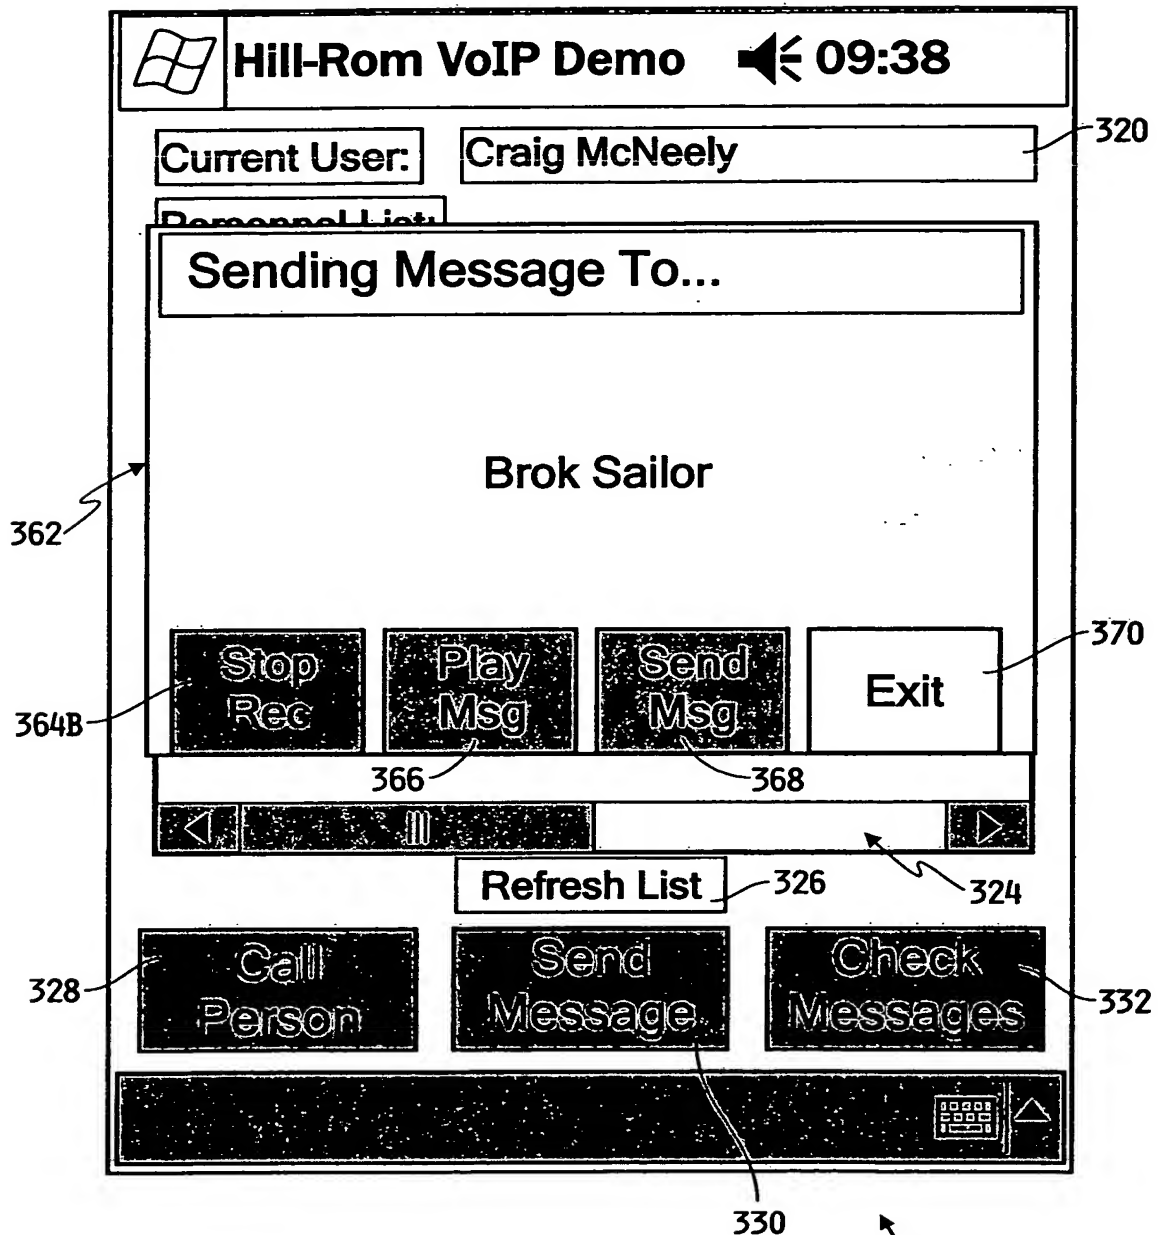 Hill-Rom VoIP Demo 09:38
320
Current User: Craig McNeely
Personnel List:
Sending Message To...
Brok Sailor
362
370
Stop Rec
Play Msg
Send Msg
Exit
364B
366
368
Refresh List
326
324
Call Person
Send Message
Check Messages
328
332
330